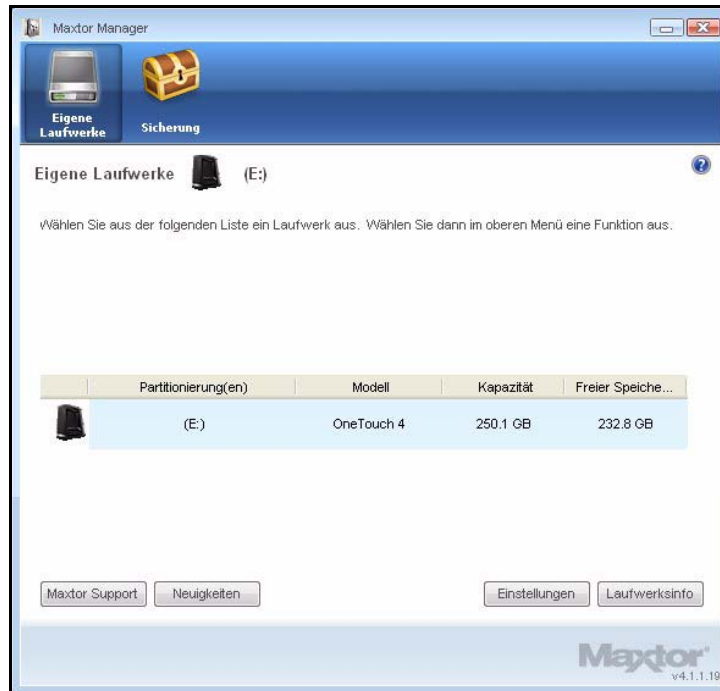 Maxtor Manager
Eigene
Laufwerke
Sicherung
Eigene Laufwerke (E:)
Wählen Sie aus der folgenden Liste ein Laufwerk aus. Wählen Sie dann im oberen Menü eine Funktion aus.
Partitionierung(en) Modell Kapazität Freier Speiche...
(E:) OneTouch 4 250.1 GB 232.8 GB
Maxtor Support Neuigkeiten Einstellungen Laufwerksinfo
Maxtor
v4.1.1.19